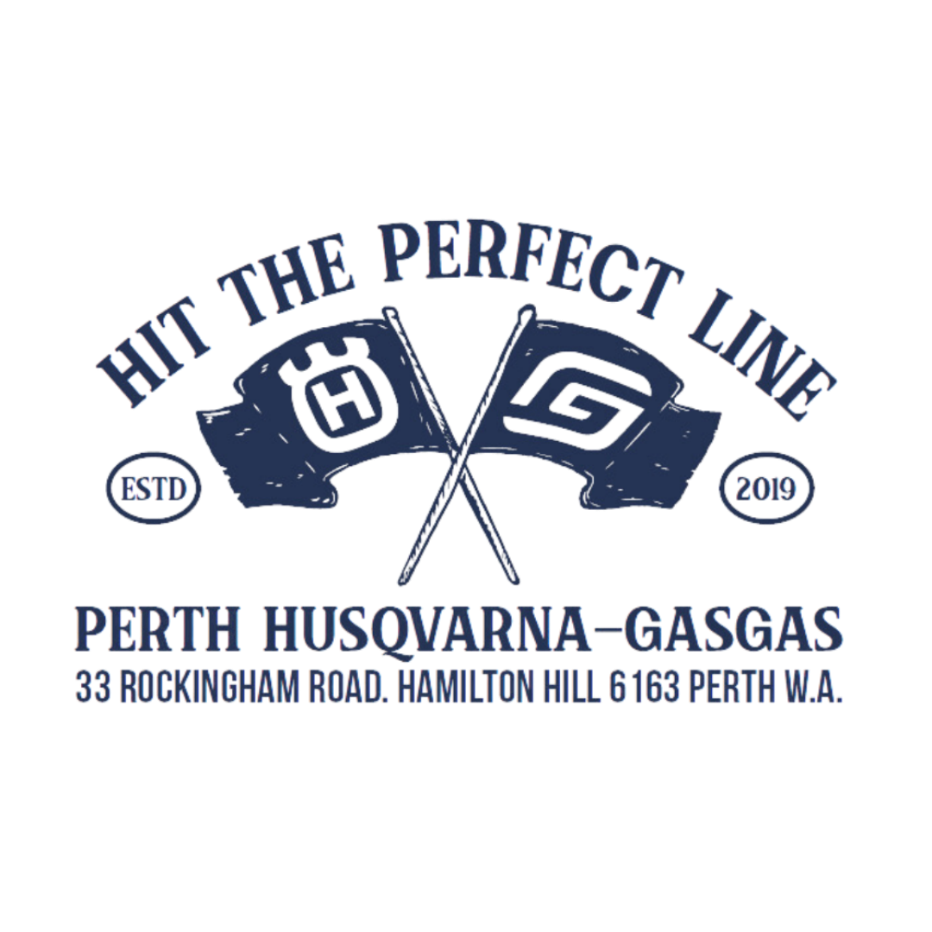 HIT THE PERFECT LINE
H G
ESTD 2019
PERTH HUSQVARNA-GASGAS
33 ROCKINGHAM ROAD. HAMILTON HILL 6163 PERTH W.A.